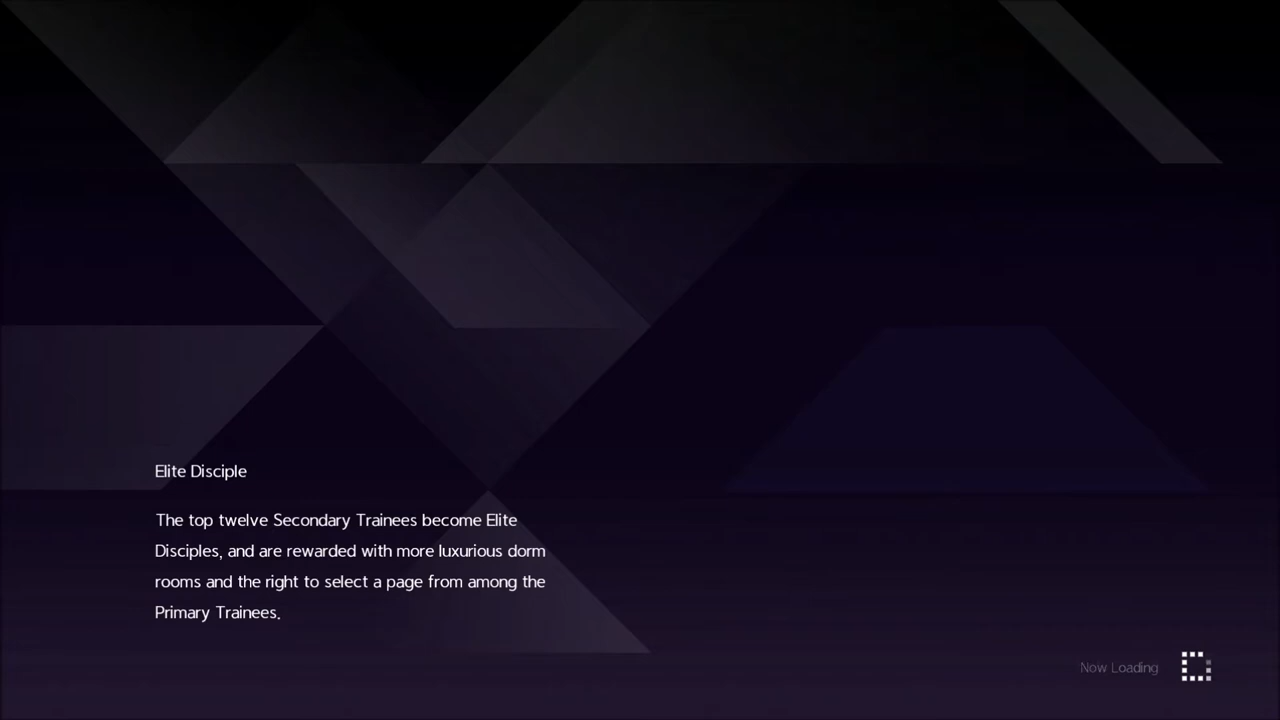 Elite Disciple
The top twelve Secondary Trainees become Elite
Disciples, and are rewarded with more luxurious dorm
rooms and the right to select a page from among the
Primary Trainees.
Now Loading